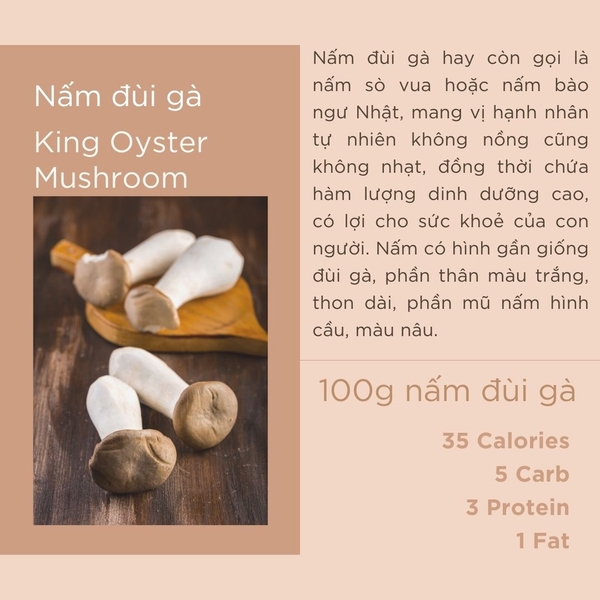 Nấm đùi gà
King Oyster
Mushroom
Nấm đùi gà hay còn gọi là
nấm sò vua hoặc nấm bào
ngư Nhật, mang vị hạnh nhân
tự nhiên không nồng cũng
không nhạt, đồng thời chứa
hàm lượng dinh dưỡng cao,
có lợi cho sức khoẻ của con
người. Nấm có hình gần giống
đùi gà, phần thân màu trắng,
thon dài, phần mũ nấm hình
cầu, màu nâu.
100g nấm đùi gà
35 Calories
5 Carb
3 Protein
1 Fat